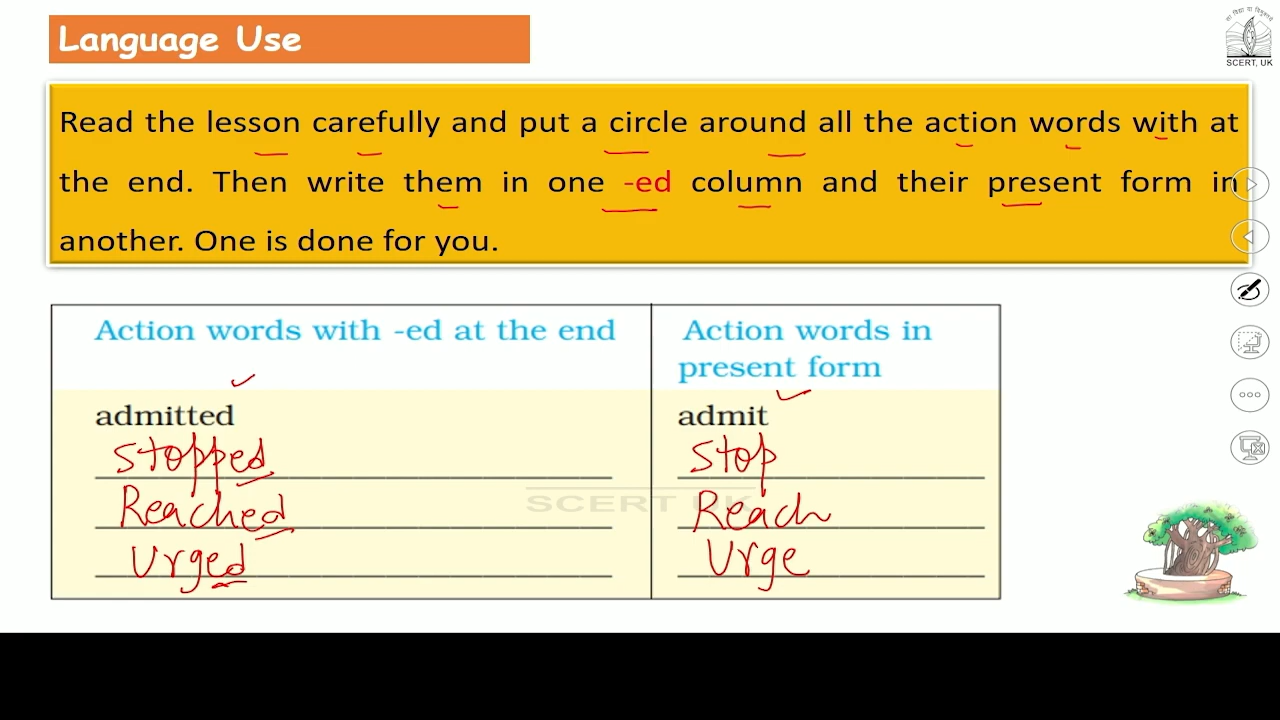 Language Use
सा विद्या या विमुक्तये
SCERT, UK
Read the lesson carefully and put a circle around all the action words with at
the end. Then write them in one -ed column and their present form in
another. One is done for you.
Action words with -ed at the end
Action words in
present form
admitted
admit
Stopped
Stop
Reached
Reach
Urged
Urge
SCERT UK